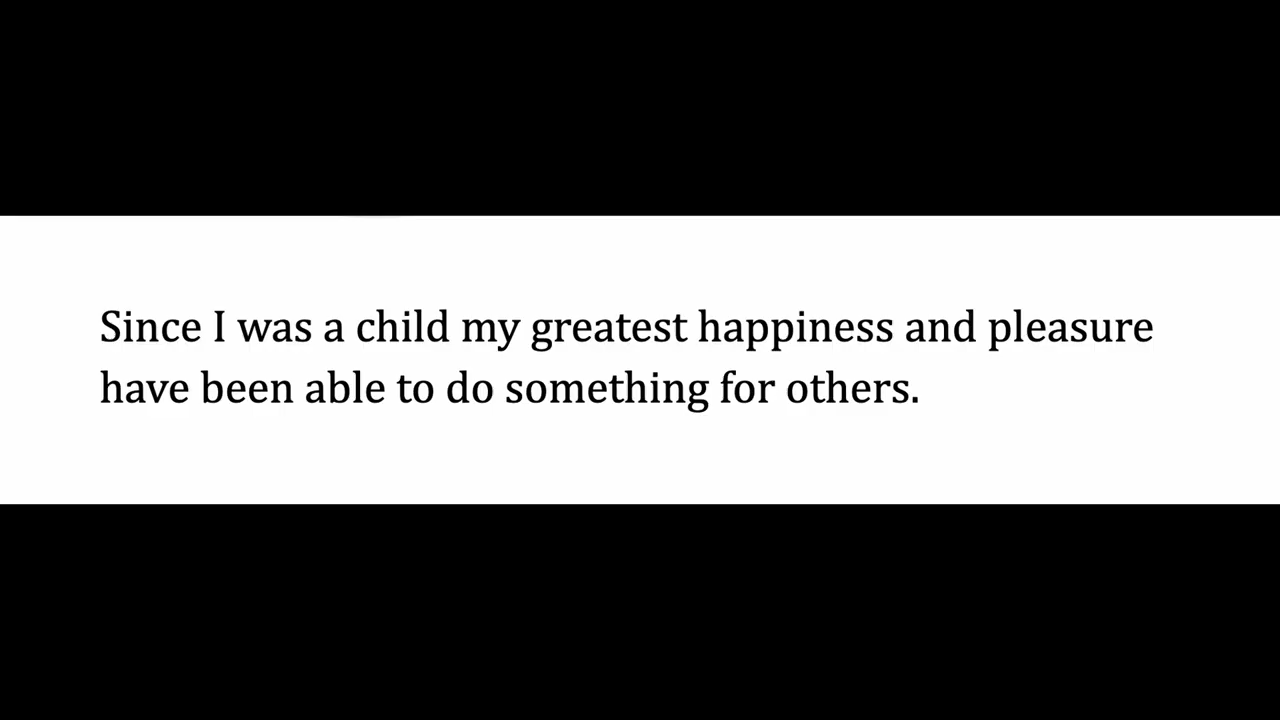 Since I was a child my greatest happiness and pleasure
have been able to do something for others.